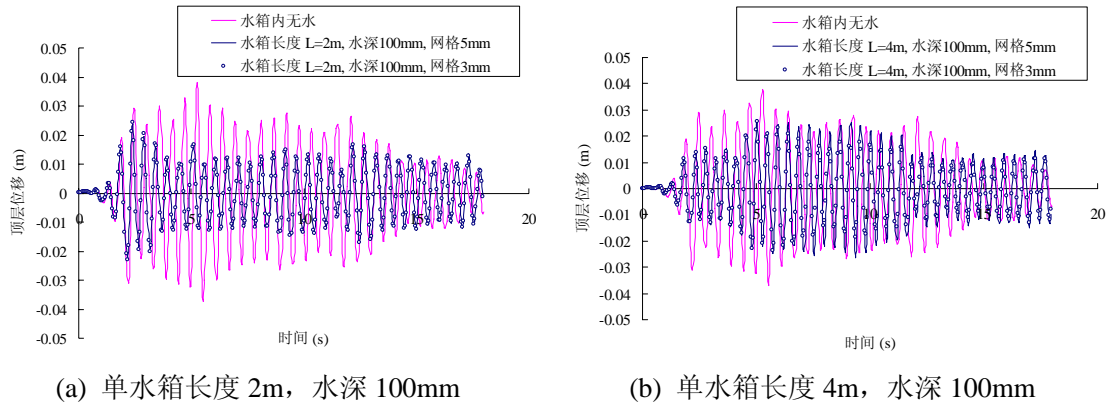 水箱内无水
水箱长度 L=2m, 水深100mm, 网格5mm
水箱长度 L=2m, 水深100mm, 网格3mm
顶层位移 (m)
0.05
0.04
0.03
0.02
0.01
0
-0.01
-0.02
-0.03
-0.04
-0.05
0 5 10 15 20
时间 (s)
(a) 单水箱长度 2m，水深 100mm
水箱内无水
水箱长度 L=4m, 水深100mm, 网格5mm
水箱长度 L=4m, 水深100mm, 网格3mm
顶层位移 (m)
0.05
0.04
0.03
0.02
0.01
0
-0.01
-0.02
-0.03
-0.04
-0.05
0 5 10 15 20
时间 (s)
(b) 单水箱长度 4m，水深 100mm